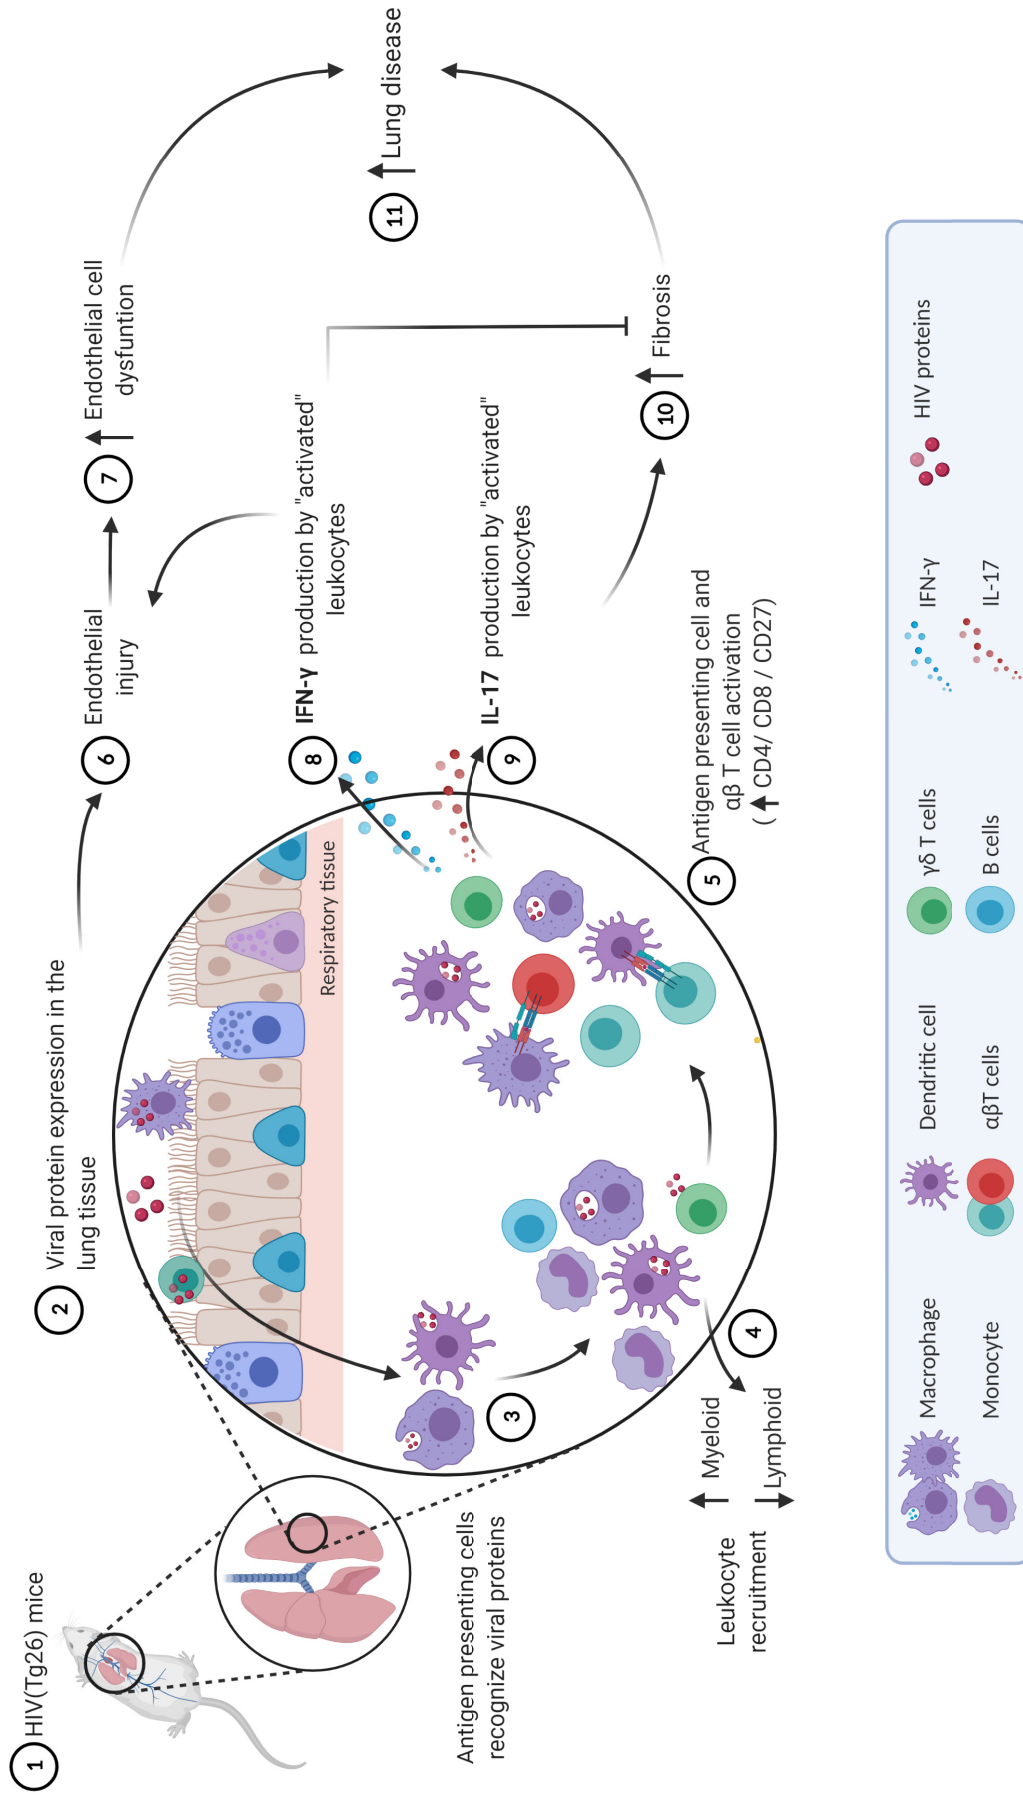 1
HIV(Tg26) mice
2
Viral protein expression in the
lung tissue
Respiratory tissue
Antigen presenting cells
recognize viral proteins
3
4
Leukocyte
recruitment
Myeloid
Lymphoid
5
Antigen presenting cell and
αβ T cell activation
(↑ CD4/ CD8 / CD27)
6
Endothelial
injury
7
↑ Endothelial cell
dysfuntion
8
IFN-γ production by "activated"
leukocytes
9
IL-17 production by "activated"
leukocytes
10
↑ Fibrosis
11
↑ Lung disease
Macrophage
Dendritic cell
γδ T cells
IFN-γ
HIV proteins
Monocyte
αβT cells
B cells
IL-17